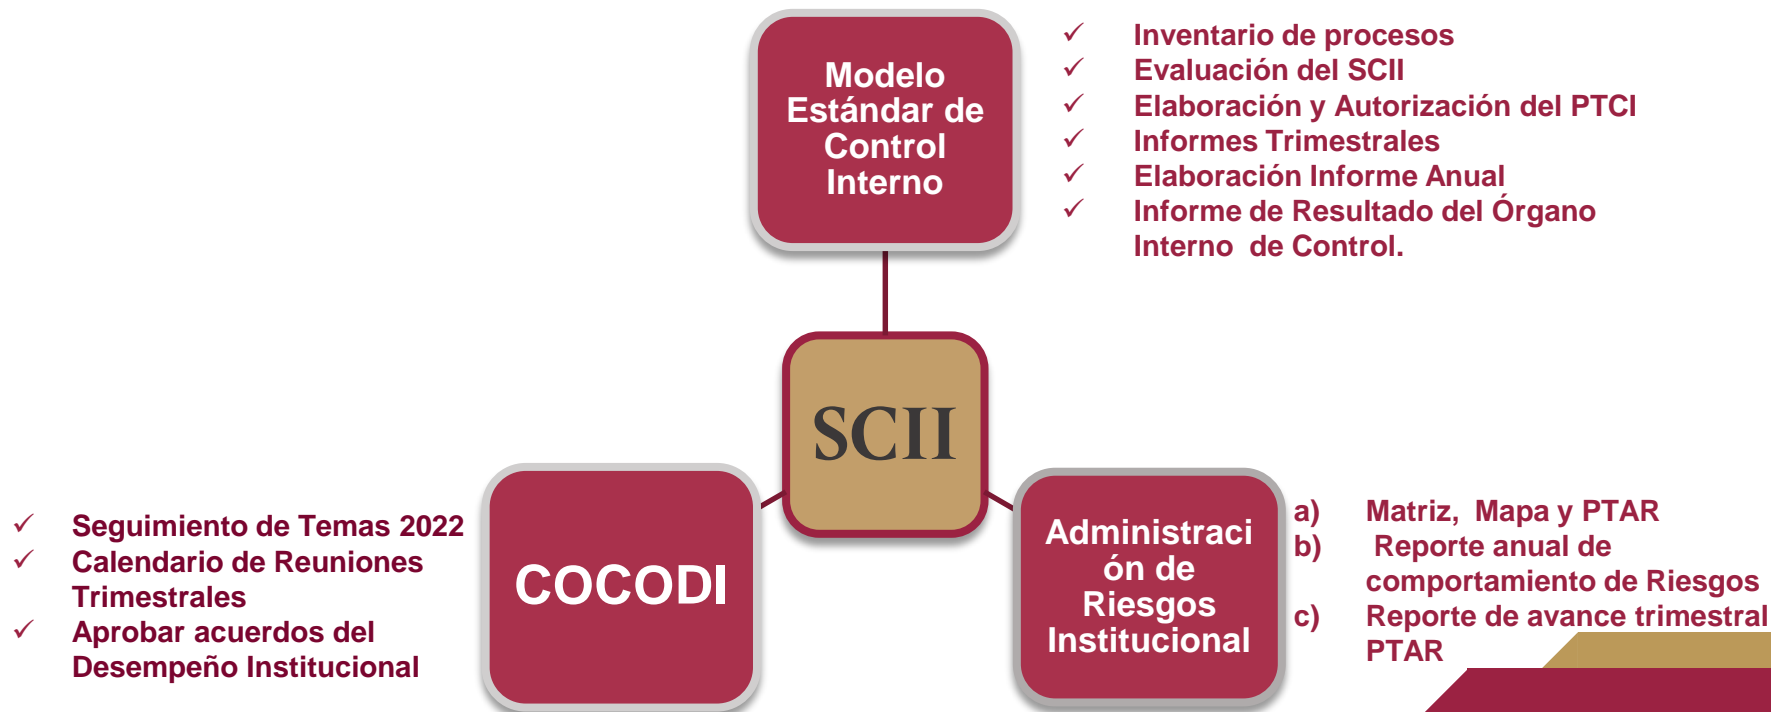 Modelo
Estándar de
Control
Interno
✓ Inventario de procesos
✓ Evaluación del SCII
✓ Elaboración y Autorización del PTCI
✓ Informes Trimestrales
✓ Elaboración Informe Anual
✓ Informe de Resultado del Órgano
Interno de Control.
SCII
✓ Seguimiento de Temas 2022
✓ Calendario de Reuniones
Trimestrales
✓ Aprobar acuerdos del
Desempeño Institucional
COCODI
Administraci
ón de
Riesgos
Institucional
a) Matriz, Mapa y PTAR
b) Reporte anual de
comportamiento de Riesgos
c) Reporte de avance trimestral
PTAR